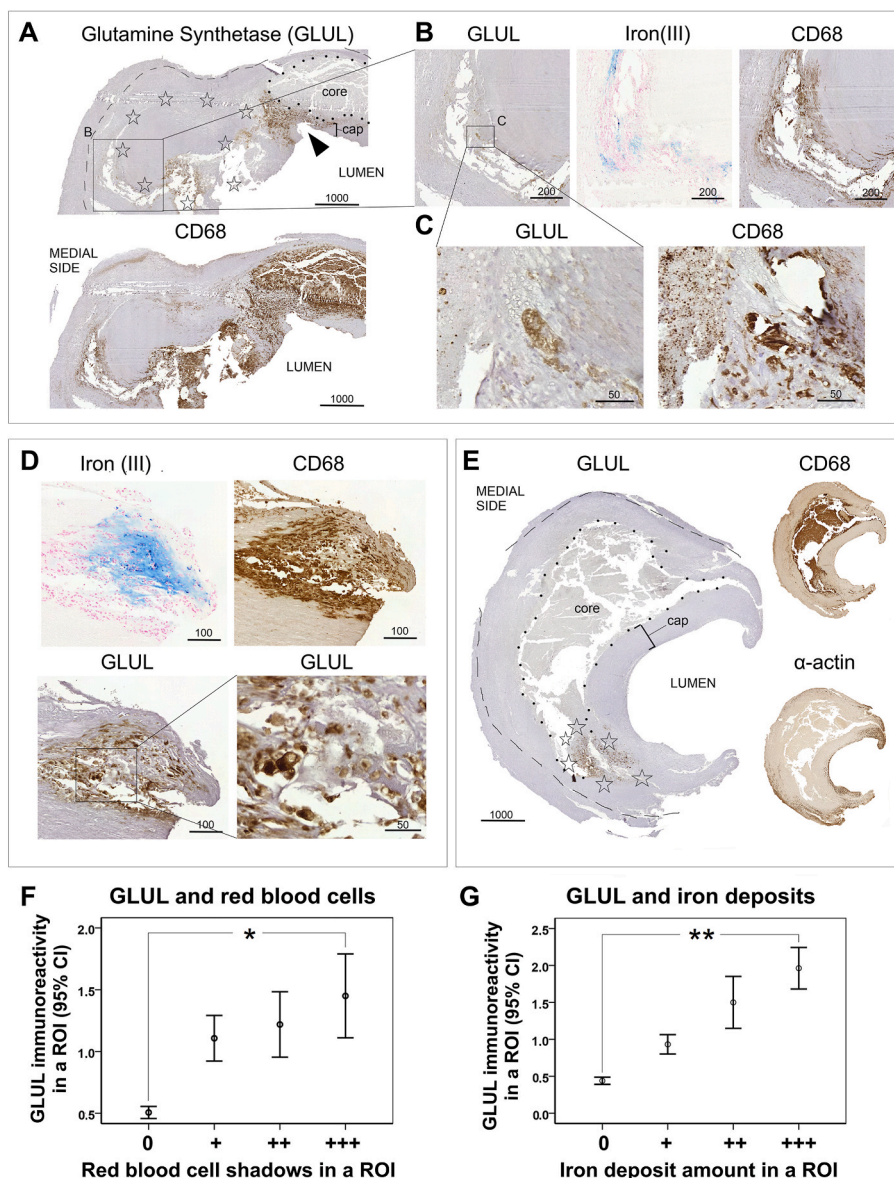 A
Glutamine Synthetase (GLUL)
core
cap
B
LUMEN
1000
CD68
MEDIAL
SIDE
LUMEN
1000
B
GLUL
Iron(III)
CD68
C
200
200
200
C
GLUL
CD68
50
50
D
Iron (III)
CD68
100
100
GLUL
GLUL
100
50
E
GLUL
CD68
MEDIAL
SIDE
core
cap
LUMEN
α-actin
1000
F
GLUL and red blood cells
GLUL immunoreactivity
in a ROI (95% CI)
2.0
1.5
1.0
0.5
*
0
+
++
+++
Red blood cell shadows in a ROI
G
GLUL and iron deposits
GLUL immunoreactivity
in a ROI (95% CI)
2.5
2.0
1.5
1.0
0.5
0.0
**
0
+
++
+++
Iron deposit amount in a ROI